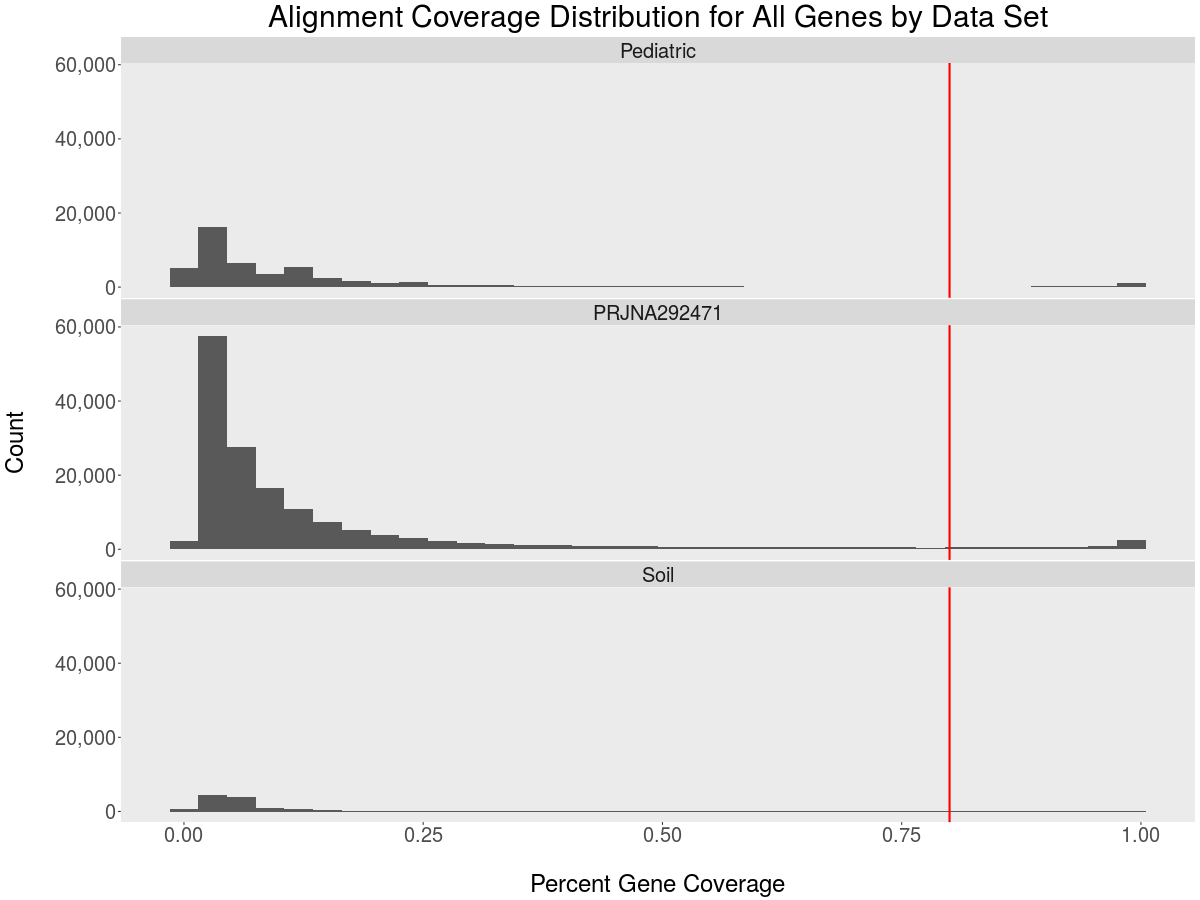 Alignment Coverage Distribution for All Genes by Data Set
Pediatric
60,000
40,000
20,000
0
PRJNA292471
60,000
40,000
20,000
0
Soil
60,000
40,000
20,000
0
Count
0.00 0.25 0.50 0.75 1.00
Percent Gene Coverage